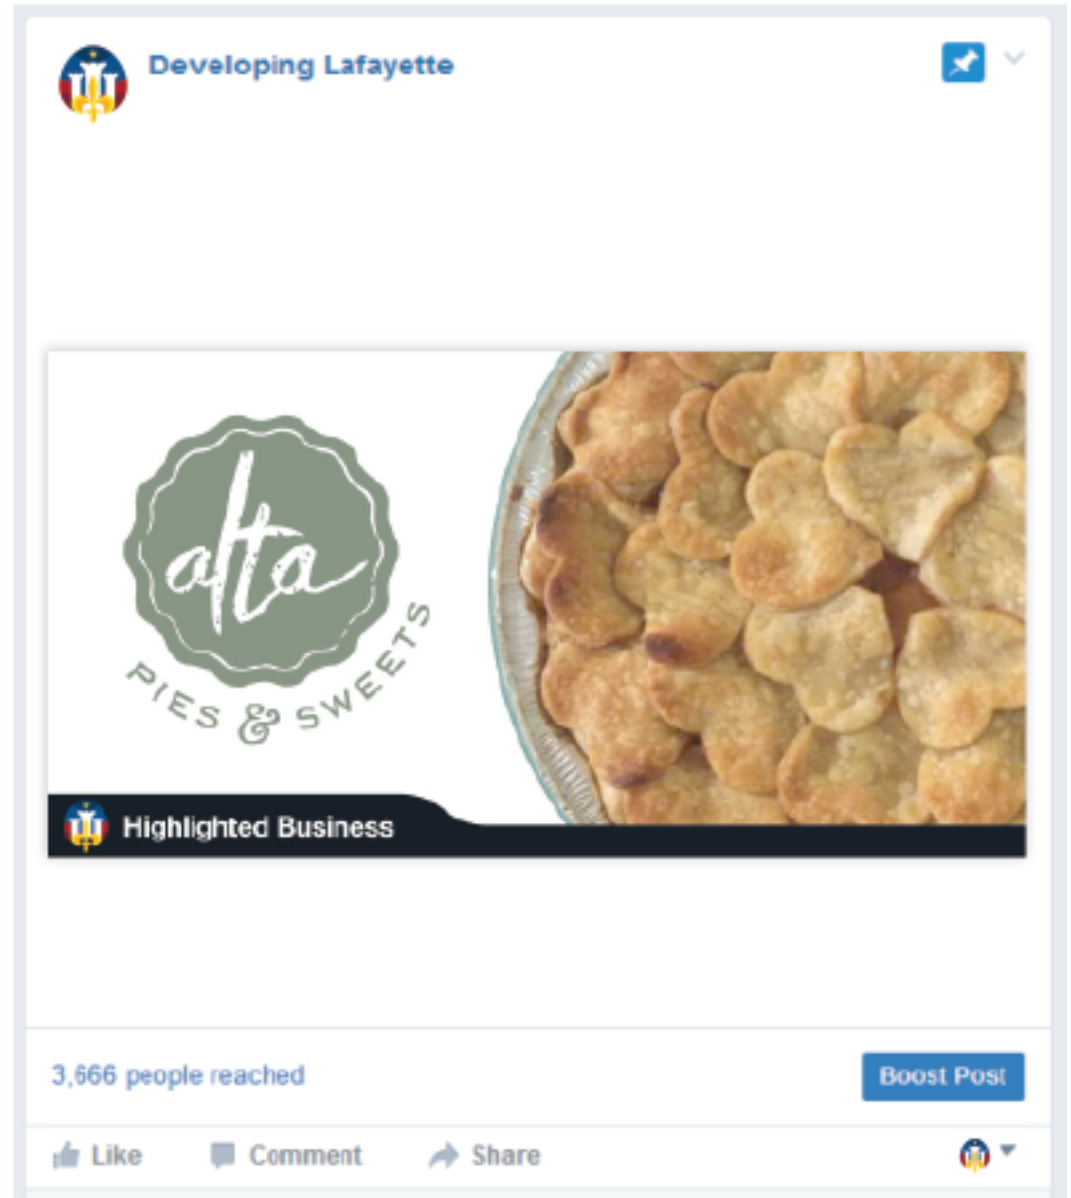 Developing Lafayette
alta
PIES & SWEETS
Highlighted Business
3,666 people reached
Boost Post
Like
Comment
Share